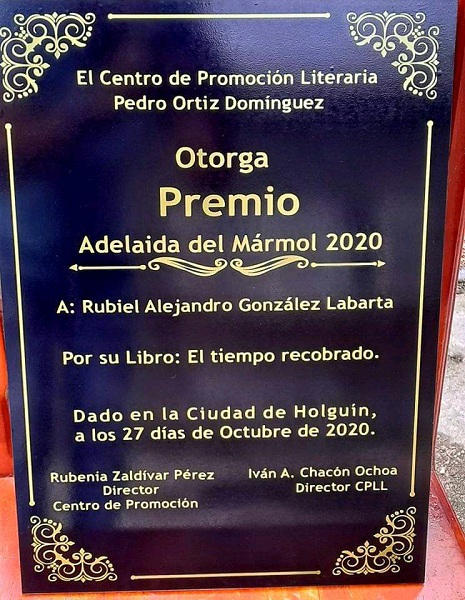 El Centro de Promoción Literaria
Pedro Ortiz Domínguez
Otorga
Premio
Adelaida del Mármol 2020
A: Rubiel Alejandro González Labarta
Por su Libro: El tiempo recobrado.
Dado en la Ciudad de Holguín,
a los 27 días de Octubre de 2020.
Rubenia Zaldívar Pérez
Director
Centro de Promoción
Iván A. Chacón Ochoa
Director CPLL